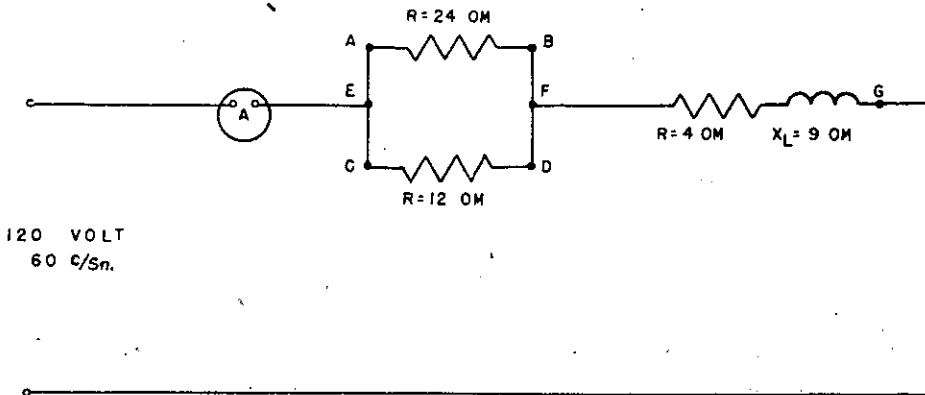 R=24 OM
A
B
E
F
G
A
R=4 OM
XL= 9 OM
C
D
R=12 OM
120 VOLT
60 C/Sn.